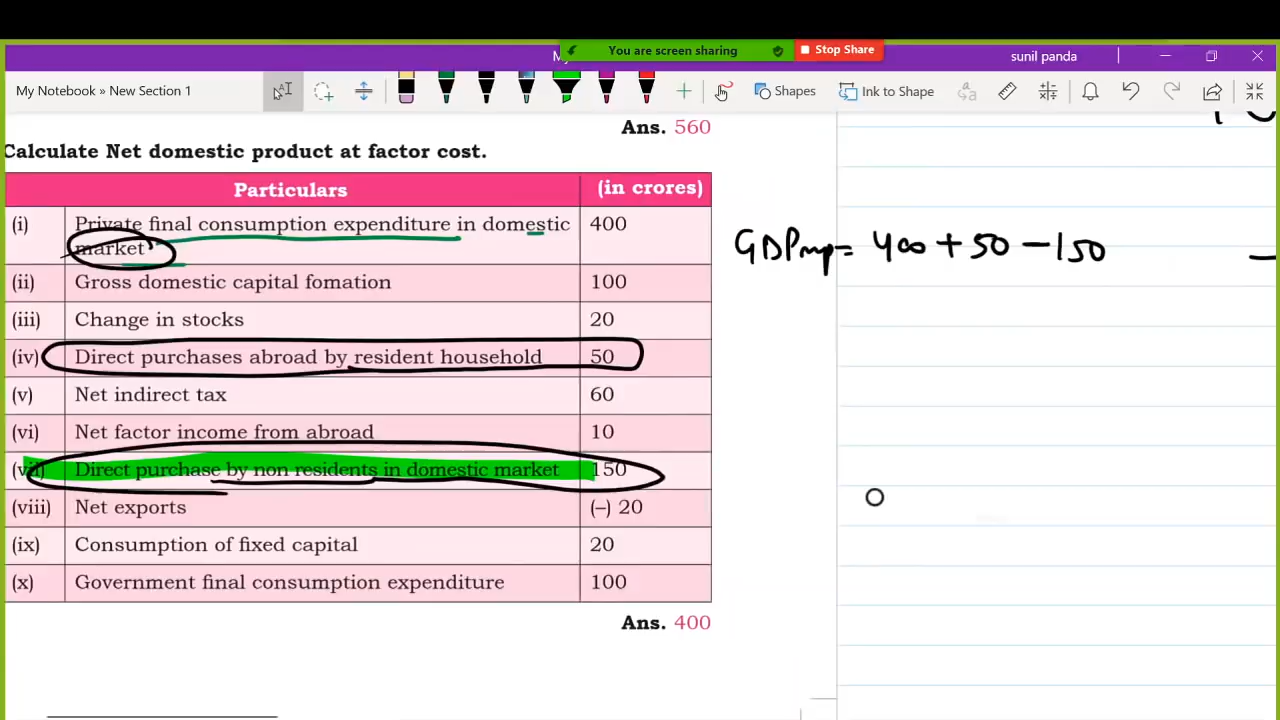 You are screen sharing
Stop Share
sunil panda
My Notebook » New Section 1
Shapes
Ink to Share
Ans. 560
Calculate Net domestic product at factor cost.
Particulars (in crores)
(i) Private final consumption expenditure in domestic market 400
(ii) Gross domestic capital fomation 100
(iii) Change in stocks 20
(iv) Direct purchases abroad by resident household 50
(v) Net indirect tax 60
(vi) Net factor income from abroad 10
(vii) Direct purchase by non residents in domestic market 150
(viii) Net exports (–) 20
(ix) Consumption of fixed capital 20
(x) Government final consumption expenditure 100
Ans. 400
GDPmp = 400 + 50 – 150